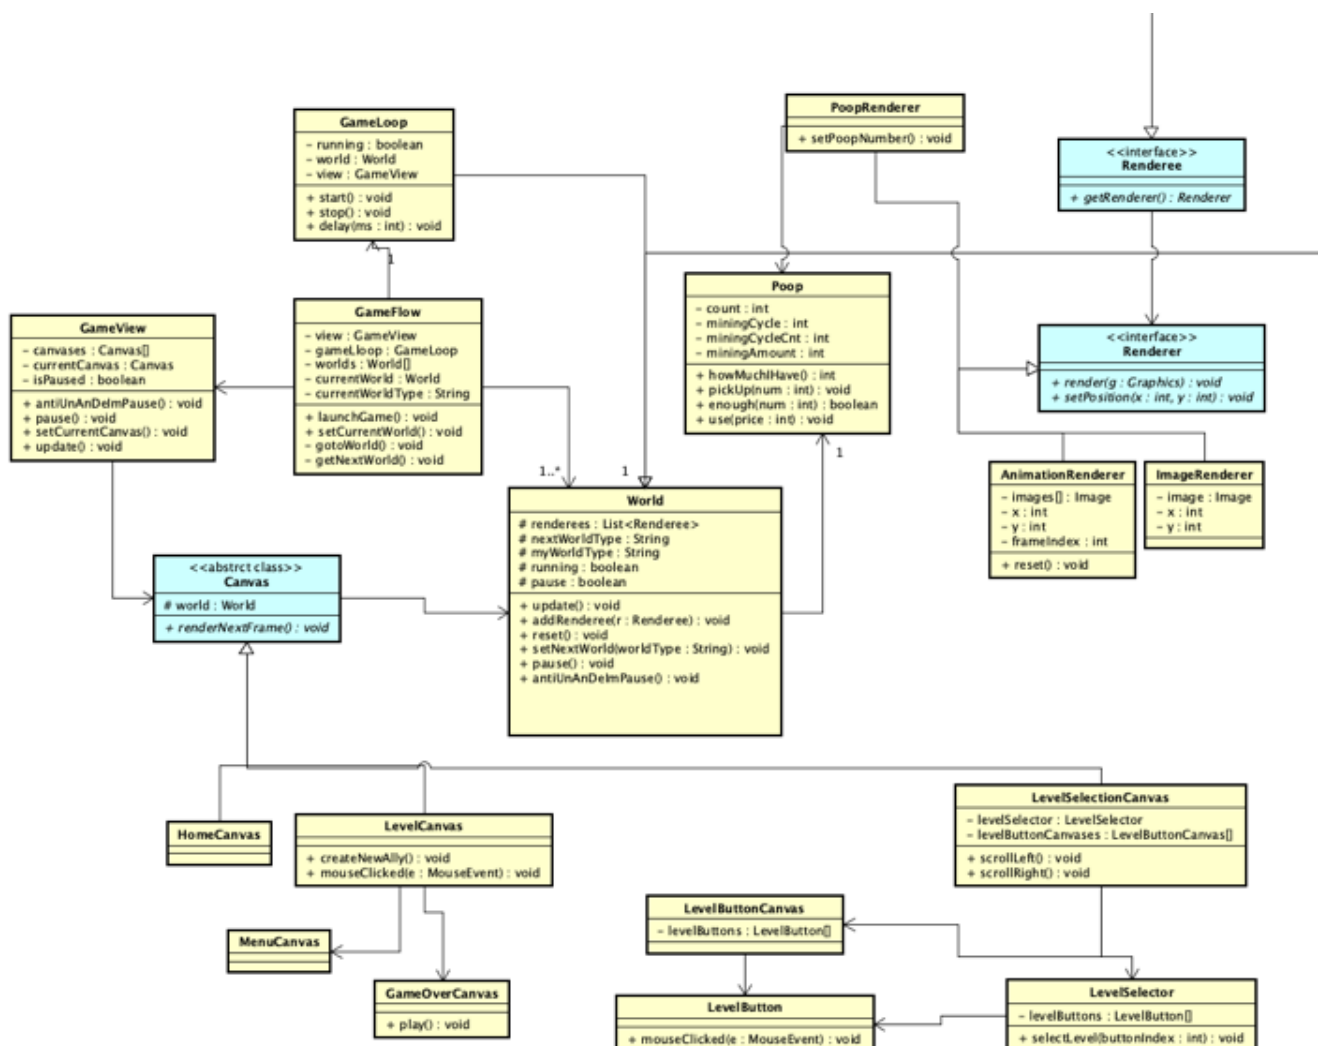 PoopRenderer
+ setPoopNumber() : void
GameLoop
- running : boolean
- world : World
- view : GameView
+ start() : void
+ stop() : void
+ delay(ms : int) : void
<<interface>>
Renderee
+ getRenderer() : Renderer
1
Poop
- count : int
- miningCycle : int
- miningCycleCnt : int
- miningAmount : int
+ howMuchIHave() : int
+ pickUp(num : int) : void
+ enough(num : int) : boolean
+ use(price : int) : void
GameFlow
- view : GameView
- gameLloop : GameLoop
- worlds : World[]
- currentWorld : World
- currentWorldType : String
+ launchGame() : void
+ setCurrentWorld() : void
- gotoWorld() : void
- getNextWorld() : void
GameView
- canvases : Canvas[]
- currentCanvas : Canvas
- isPaused : boolean
+ antiUnAnDeImPause() : void
+ pause() : void
+ setCurrentCanvas() : void
+ update() : void
<<interface>>
Renderer
+ render(g : Graphics) : void
+ setPosition(x : int, y : int) : void
1..*
1
1
AnimationRenderer
- images[] : Image
- x : int
- y : int
- frameIndex : int
+ reset() : void
ImageRenderer
- image : Image
- x : int
- y : int
World
# renderees : List<Renderee>
# nextWorldType : String
# myWorldType : String
# running : boolean
# pause : boolean
+ update() : void
+ addRenderee(r : Renderee) : void
+ reset() : void
+ setNextWorld(worldType : String) : void
+ pause() : void
+ antiUnAnDeImPause() : void
<<abstrct class>>
Canvas
# world : World
+ renderNextFrame() : void
HomeCanvas
LevelCanvas
+ createNewAlly() : void
+ mouseClicked(e : MouseEvent) : void
LevelSelectionCanvas
- levelSelector : LevelSelector
- levelButtonCanvases : LevelButtonCanvas[]
+ scrollLeft() : void
+ scrollRight() : void
LevelButtonCanvas
- levelButtons : LevelButton[]
MenuCanvas
GameOverCanvas
+ play() : void
LevelButton
+ mouseClicked(e : MouseEvent) : void
LevelSelector
- levelButtons : LevelButton[]
+ selectLevel(buttonIndex : int) : void